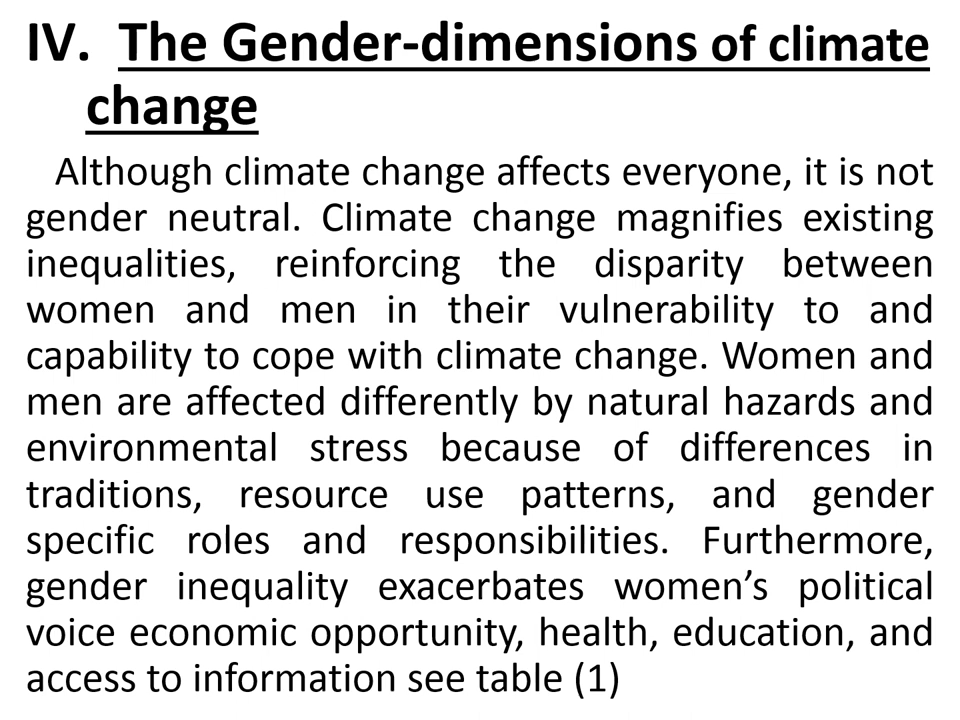 IV. The Gender-dimensions of climate
change
Although climate change affects everyone, it is not
gender neutral. Climate change magnifies existing
inequalities, reinforcing the disparity between
women and men in their vulnerability to and
capability to cope with climate change. Women and
men are affected differently by natural hazards and
environmental stress because of differences in
traditions, resource use patterns, and gender
specific roles and responsibilities. Furthermore,
gender inequality exacerbates women’s political
voice economic opportunity, health, education, and
access to information see table (1)